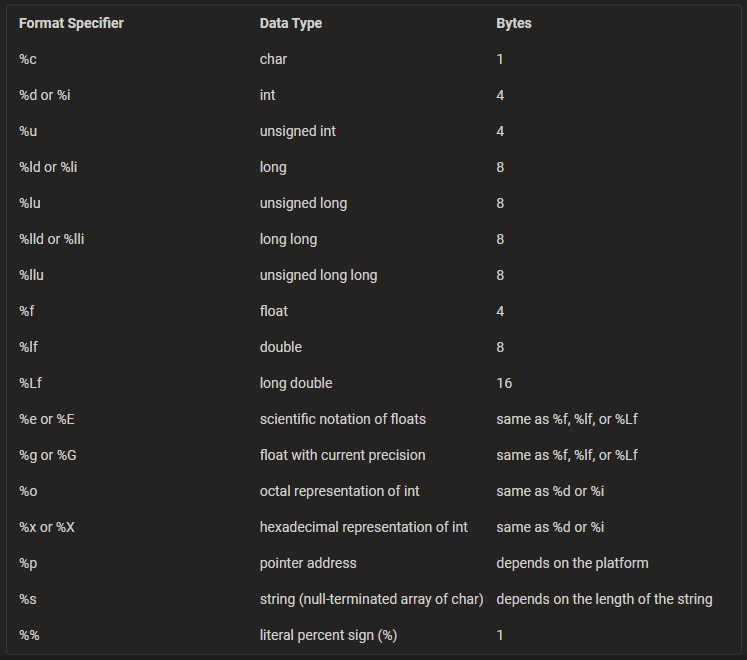 Format Specifier Data Type Bytes
%c char 1
%d or %i int 4
%u unsigned int 4
%ld or %li long 8
%lu unsigned long 8
%lld or %lli long long 8
%llu unsigned long long 8
%f float 4
%lf double 8
%Lf long double 16
%e or %E scientific notation of floats same as %f, %lf, or %Lf
%g or %G float with current precision same as %f, %lf, or %Lf
%o octal representation of int same as %d or %i
%x or %X hexadecimal representation of int same as %d or %i
%p pointer address depends on the platform
%s string (null-terminated array of char) depends on the length of the string
%% literal percent sign (%) 1